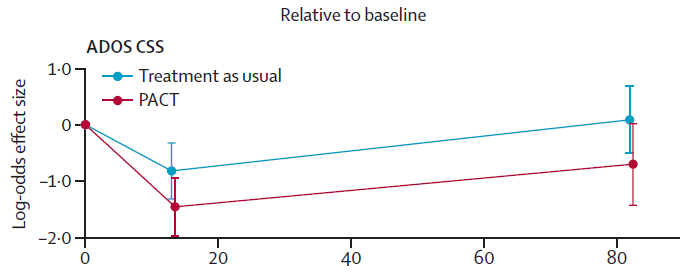 Relative to baseline
ADOS CSS
Log-odds effect size
1·0
0
–1·0
–2·0
Treatment as usual
PACT
0 20 40 60 80